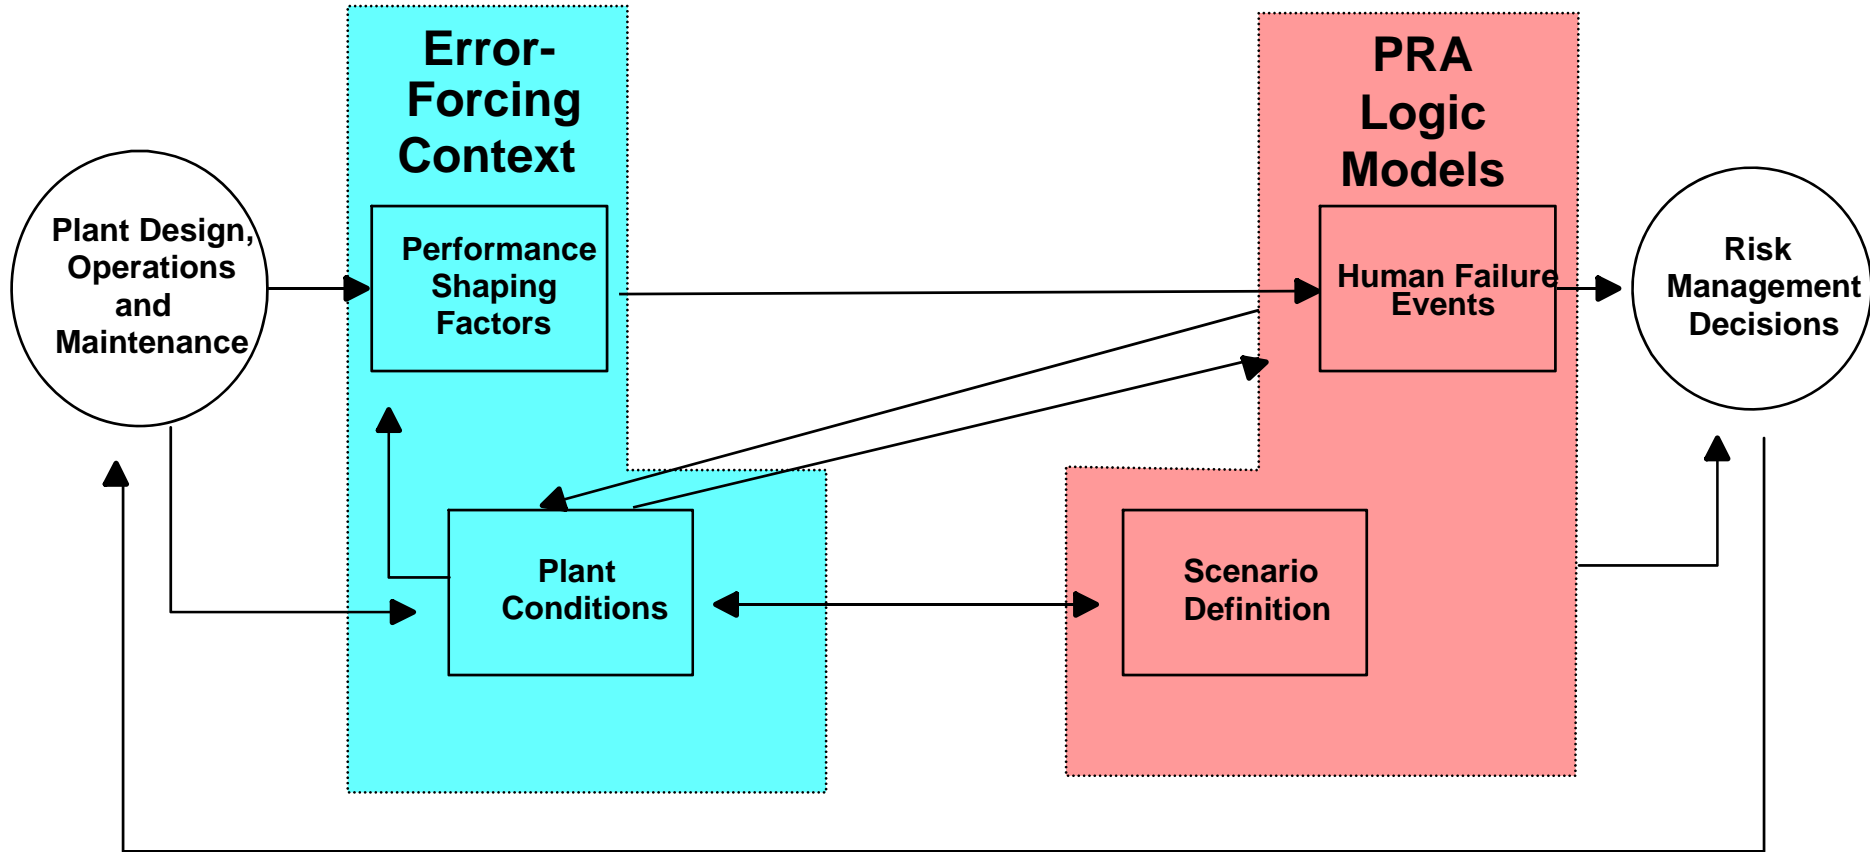 Error-
Forcing
Context
PRA
Logic
Models
Plant Design,
Operations
and
Maintenance
Performance
Shaping
Factors
Human Failure
Events
Risk
Management
Decisions
Plant
Conditions
Scenario
Definition